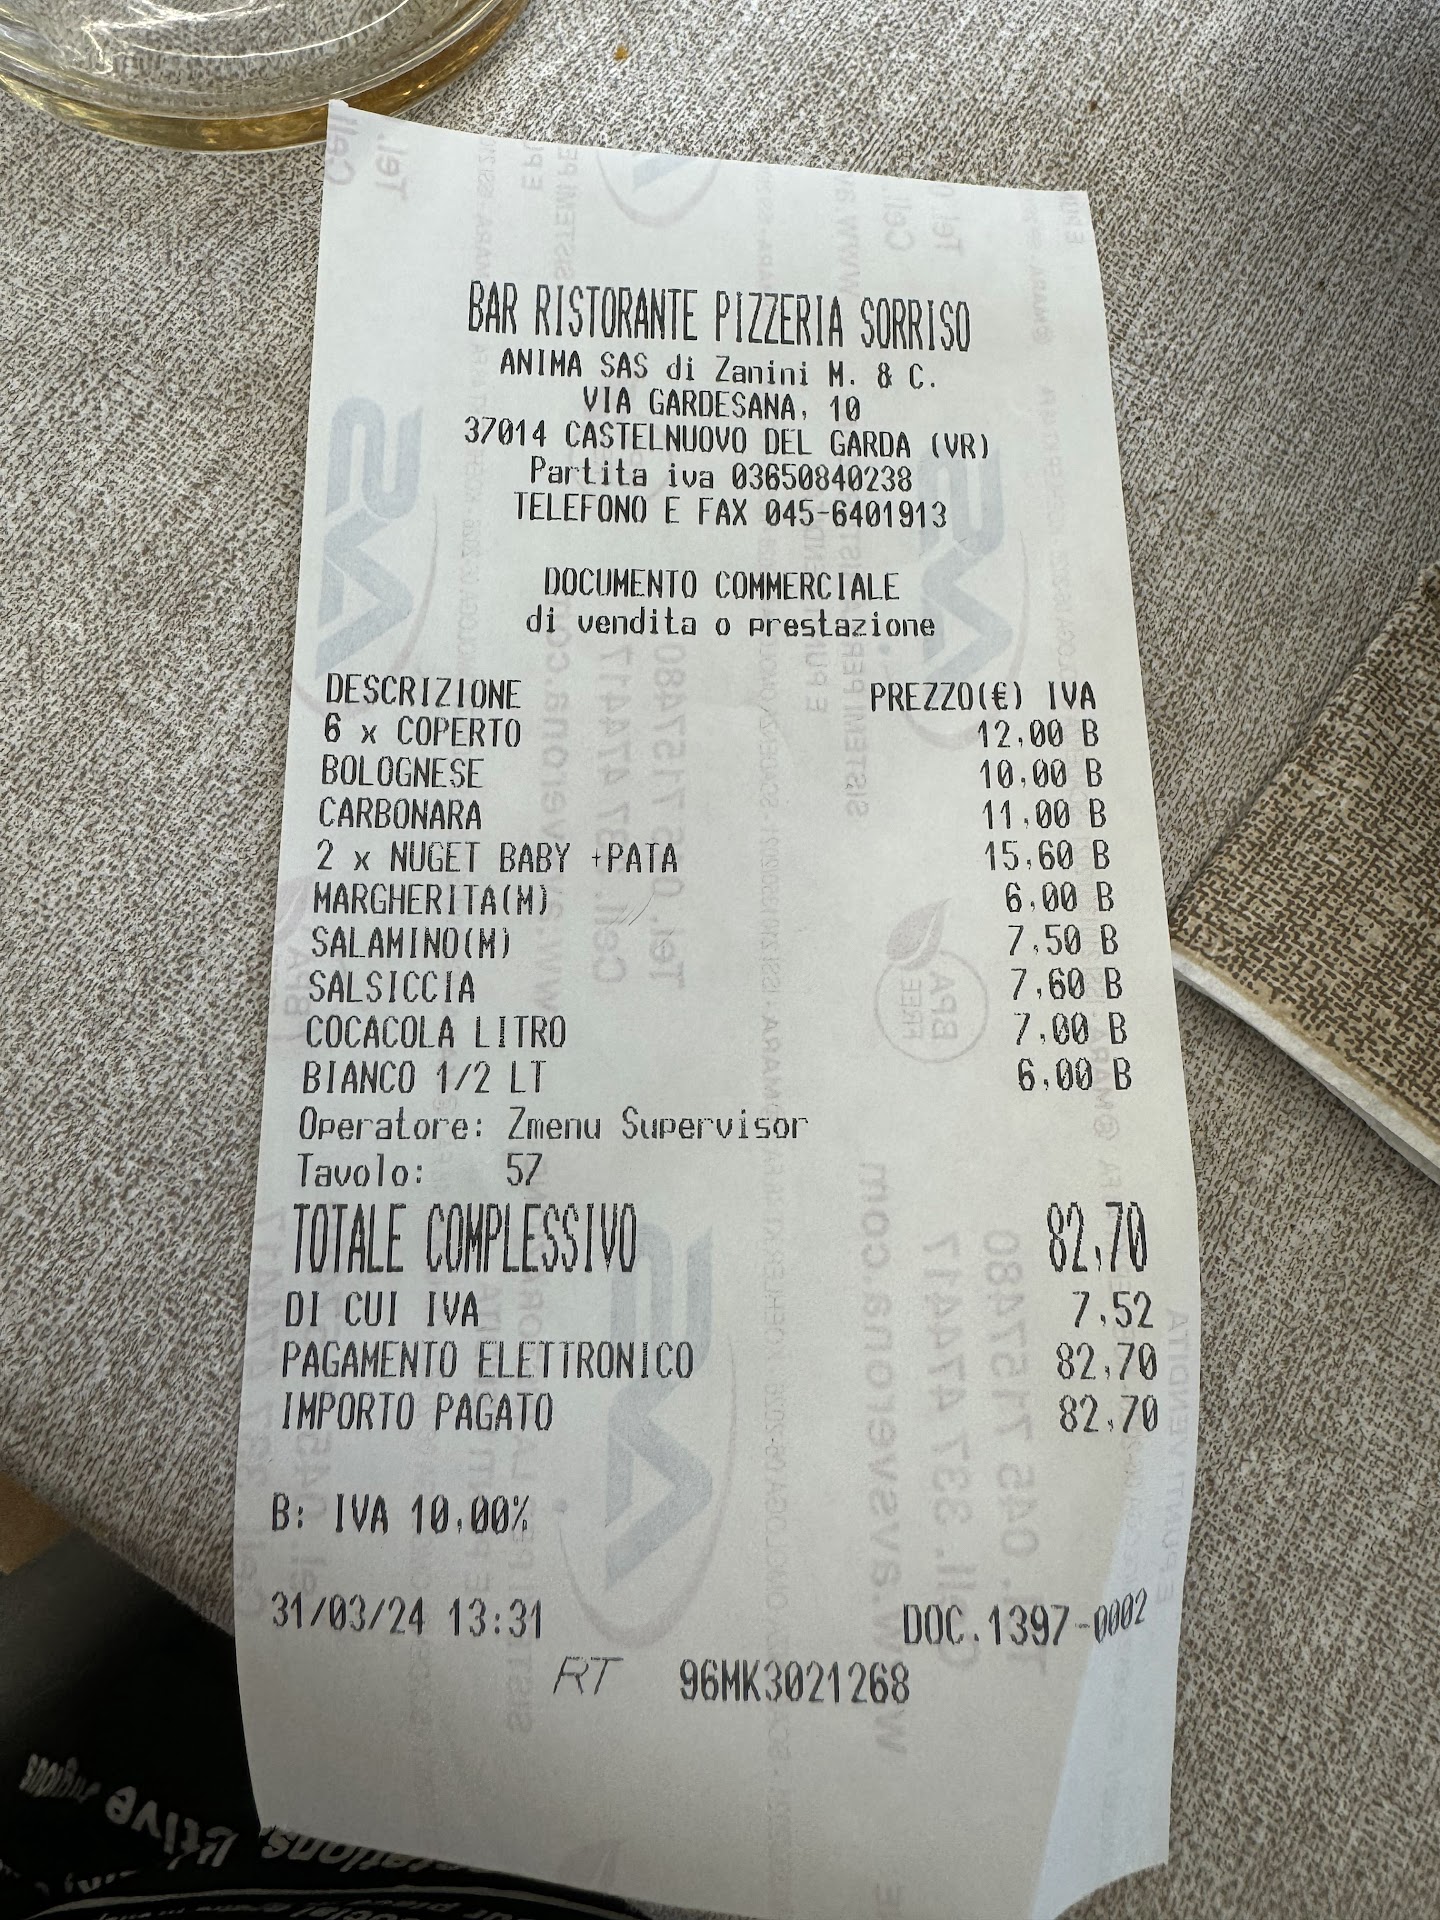 BAR RISTORANTE PIZZERIA SORRISO
ANIMA SAS di Zanini M. & C.
VIA GARDESANA, 10
37014 CASTELNUOVO DEL GARDA (VR)
Partita iva 03650840238
TELEFONO E FAX 045-6401913
DOCUMENTO COMMERCIALE
di vendita o prestazione
DESCRIZIONE PREZZO(€) IVA
6 x COPERTO 12,00 B
BOLOGNESE 10,00 B
CARBONARA 11,00 B
2 x NUGET BABY +PATA 15,60 B
MARGHERITA(M) 6,00 B
SALAMINO(M) 7,50 B
SALSICCIA 7,60 B
COCACOLA LITRO 7,00 B
BIANCO 1/2 LT 6,00 B
Operatore: Zmenu Supervisor
Tavolo: 57
TOTALE COMPLESSIVO 82,70
DI CUI IVA 7,52
PAGAMENTO ELETTRONICO 82,70
IMPORTO PAGATO 82,70
B: IVA 10,00%
31/03/24 13:31 DOC.1397-0002
RT 96MK3021268